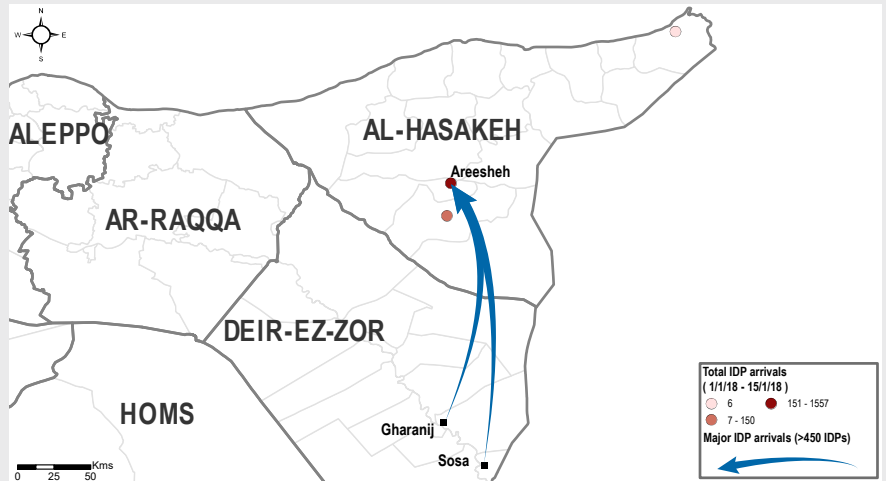 N
W E
S
ALEPPO
AL-HASAKEH
Areesheh
AR-RAQQA
DEIR-EZ-ZOR
HOMS
Gharanij
Sosa
Kms
0 25 50
Total IDP arrivals
( 1/1/18 - 15/1/18 )
6 151 - 1557
7 - 150
Major IDP arrivals (>450 IDPs)